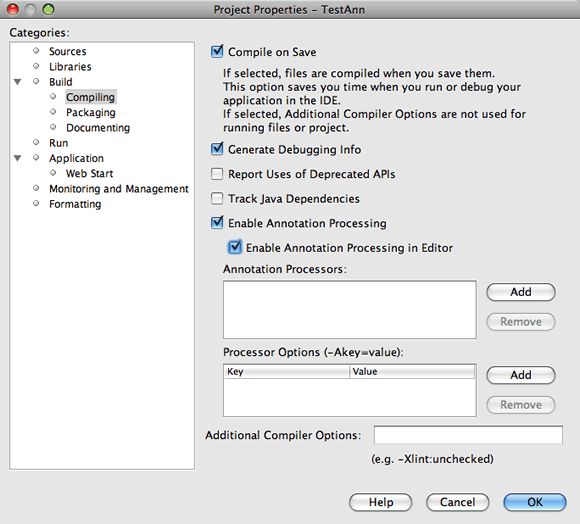 Project Properties – TestAnn
Categories:
Sources
Libraries
Build
Compiling
Packaging
Documenting
Run
Application
Web Start
Monitoring and Management
Formatting
Compile on Save
If selected, files are compiled when you save them.
This option saves you time when you run or debug your
application in the IDE.
If selected, Additional Compiler Options are not used for
running files or project.
Generate Debugging Info
Report Uses of Deprecated APIs
Track Java Dependencies
Enable Annotation Processing
Enable Annotation Processing in Editor
Annotation Processors:
Add
Remove
Processor Options (-Akey=value):
Key Value
Add
Remove
Additional Compiler Options:
(e.g. -Xlint:unchecked)
Help Cancel OK